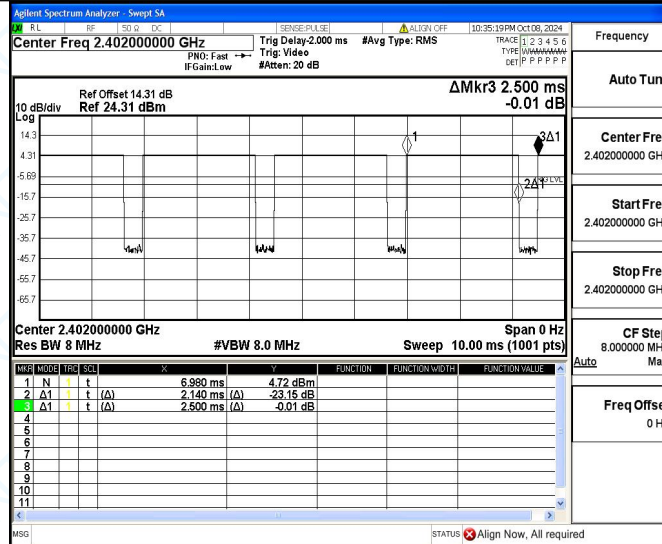 Agilent Spectrum Analyzer - Swept SA
RL RF 50 Ω DC SENSE:PULSE ALIGN OFF 10:35:19 PM Oct 08, 2024
Center Freq 2.402000000 GHz
PNO: Fast
IFGain:Low
Trig Delay-2.000 ms
Trig: Video
#Atten: 20 dB
#Avg Type: RMS
TRACE 1 2 3 4 5 6
TYPE WWWWWW
DET P P P P P P
Ref Offset 14.31 dB
10 dB/div Ref 24.31 dBm
Log
ΔMkr3 2.500 ms
-0.01 dB
14.3
4.31
-5.69
-15.7
-25.7
-35.7
-45.7
-55.7
-65.7
1
3Δ1
2Δ1
Center 2.402000000 GHz Span 0 Hz
Res BW 8 MHz #VBW 8.0 MHz Sweep 10.00 ms (1001 pts)
MKR MODE TRC SCL X Y FUNCTION FUNCTION WIDTH FUNCTION VALUE
1 N 1 t 6.980 ms 4.72 dBm
2 Δ1 1 t (Δ) 2.140 ms (Δ) -23.15 dB
3 Δ1 1 t (Δ) 2.500 ms (Δ) -0.01 dB
4
5
6
7
8
9
10
11
MSG STATUS Align Now, All required
Frequency
Auto Tun
Center Fre
2.402000000 GH
Start Fre
2.402000000 GH
Stop Fre
2.402000000 GH
CF Step
8.000000 MH
Auto Ma
Freq Offse
0 H